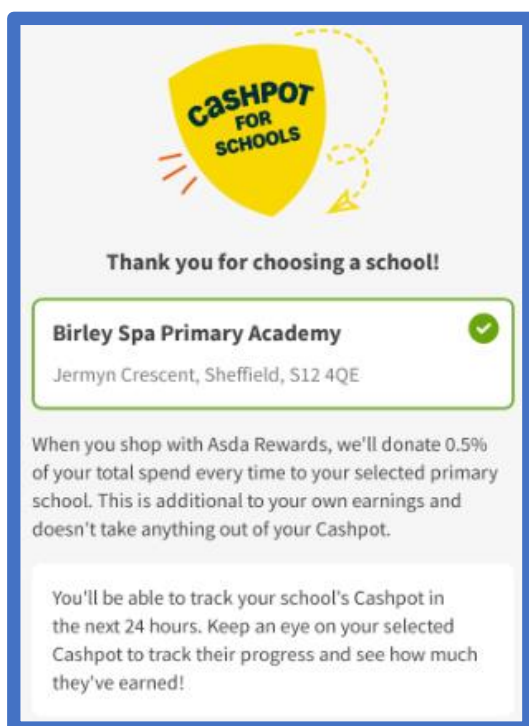 CaSHPOT
FOR
SCHOOLS
Thank you for choosing a school!
Birley Spa Primary Academy
Jermyn Crescent, Sheffield, S12 4QE
When you shop with Asda Rewards, we'll donate 0.5%
of your total spend every time to your selected primary
school. This is additional to your own earnings and
doesn't take anything out of your Cashpot.
You'll be able to track your school's Cashpot in
the next 24 hours. Keep an eye on your selected
Cashpot to track their progress and see how much
they've earned!